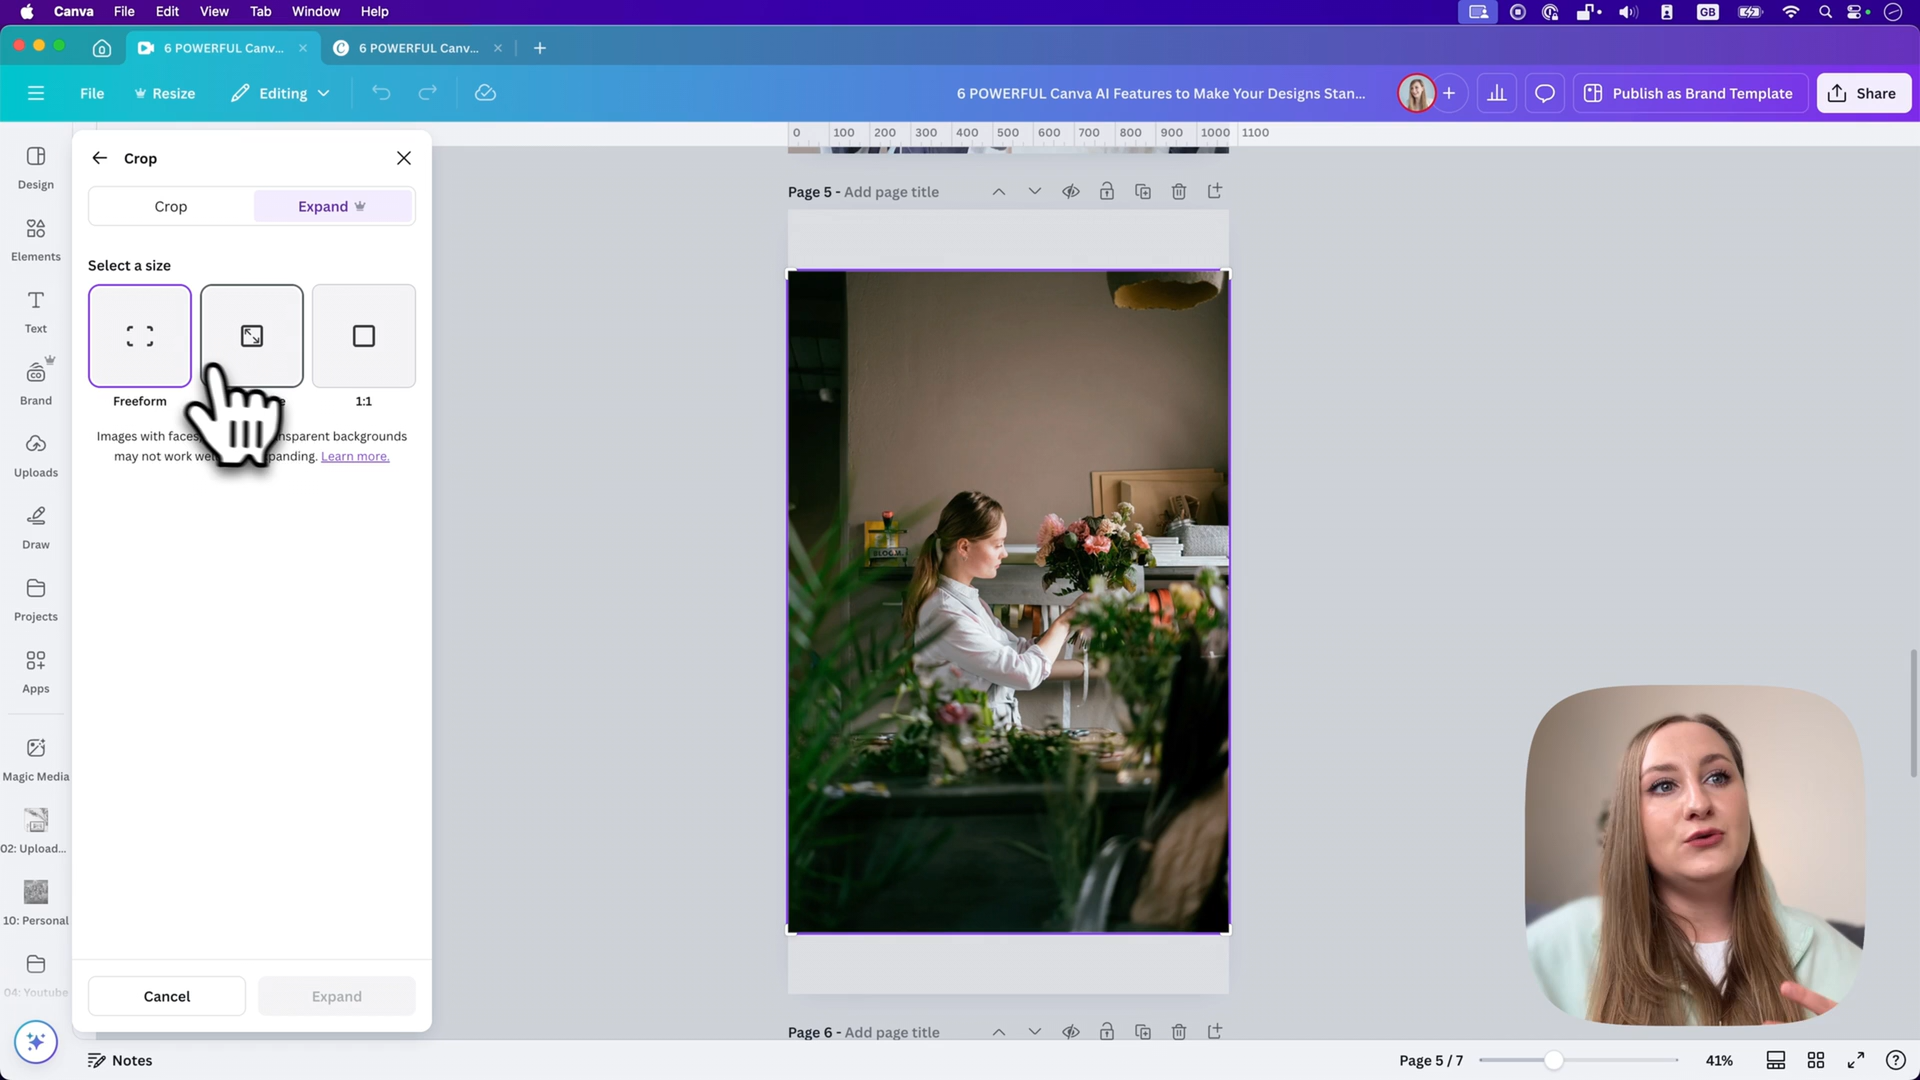 Canva File Edit View Tab Window Help
GB
6 POWERFUL Canv...
6 POWERFUL Canv...
File Resize Editing
6 POWERFUL Canva AI Features to Make Your Designs Stan...
Publish as Brand Template
Share
0 100 200 300 400 500 600 700 800 900 1000 1100
Design
Elements
Text
Brand
Uploads
Draw
Projects
Apps
Magic Media
02: Upload...
10: Personal
04: Youtube
Crop
Crop
Expand
Select a size
Freeform
1:1
Images with faces
backgrounds
may not work
Learn more.
Cancel
Expand
Page 5 - Add page title
BLOOM
Page 6 - Add page title
Notes
Page 5 / 7
41%